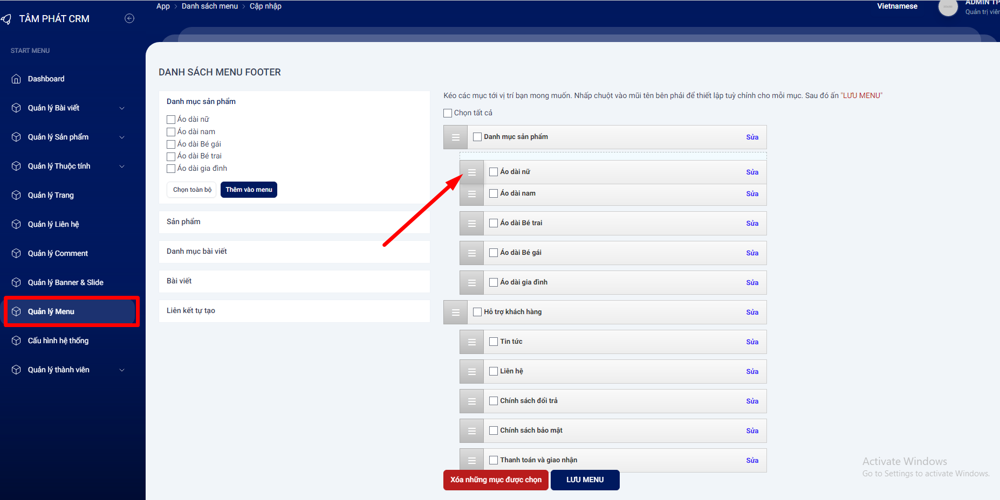 App > Danh sách menu > Cập nhập
Vietnamese
ADMIN TP
Quản trị viên
TÂM PHÁT CRM
START MENU
Dashboard
Quản lý Bài viết
Quản lý Sản phẩm
Quản lý Thuộc tính
Quản lý Trang
Quản lý Liên hệ
Quản lý Comment
Quản lý Banner & Slide
Quản lý Menu
Cấu hình hệ thống
Quản lý thành viên
DANH SÁCH MENU FOOTER
Danh mục sản phẩm
Áo dài nữ
Áo dài nam
Áo dài Bé gái
Áo dài Bé trai
Áo dài gia đình
Chọn toàn bộ
Thêm vào menu
Sản phẩm
Danh mục bài viết
Bài viết
Liên kết tự tạo
Kéo các mục tới vị trí bạn mong muốn. Nhấp chuột vào mũi tên bên phải để thiết lập tuỳ chỉnh cho mỗi mục. Sau đó ấn "LƯU MENU"
Chọn tất cả
Danh mục sản phẩm Sửa
Áo dài nữ Sửa
Áo dài nam Sửa
Áo dài Bé trai Sửa
Áo dài Bé gái Sửa
Áo dài gia đình Sửa
Hỗ trợ khách hàng Sửa
Tin tức Sửa
Liên hệ Sửa
Chính sách đổi trả Sửa
Chính sách bảo mật Sửa
Thanh toán và giao nhận Sửa
Xóa những mục được chọn
LƯU MENU
Activate Windows
Go to Settings to activate Windows.